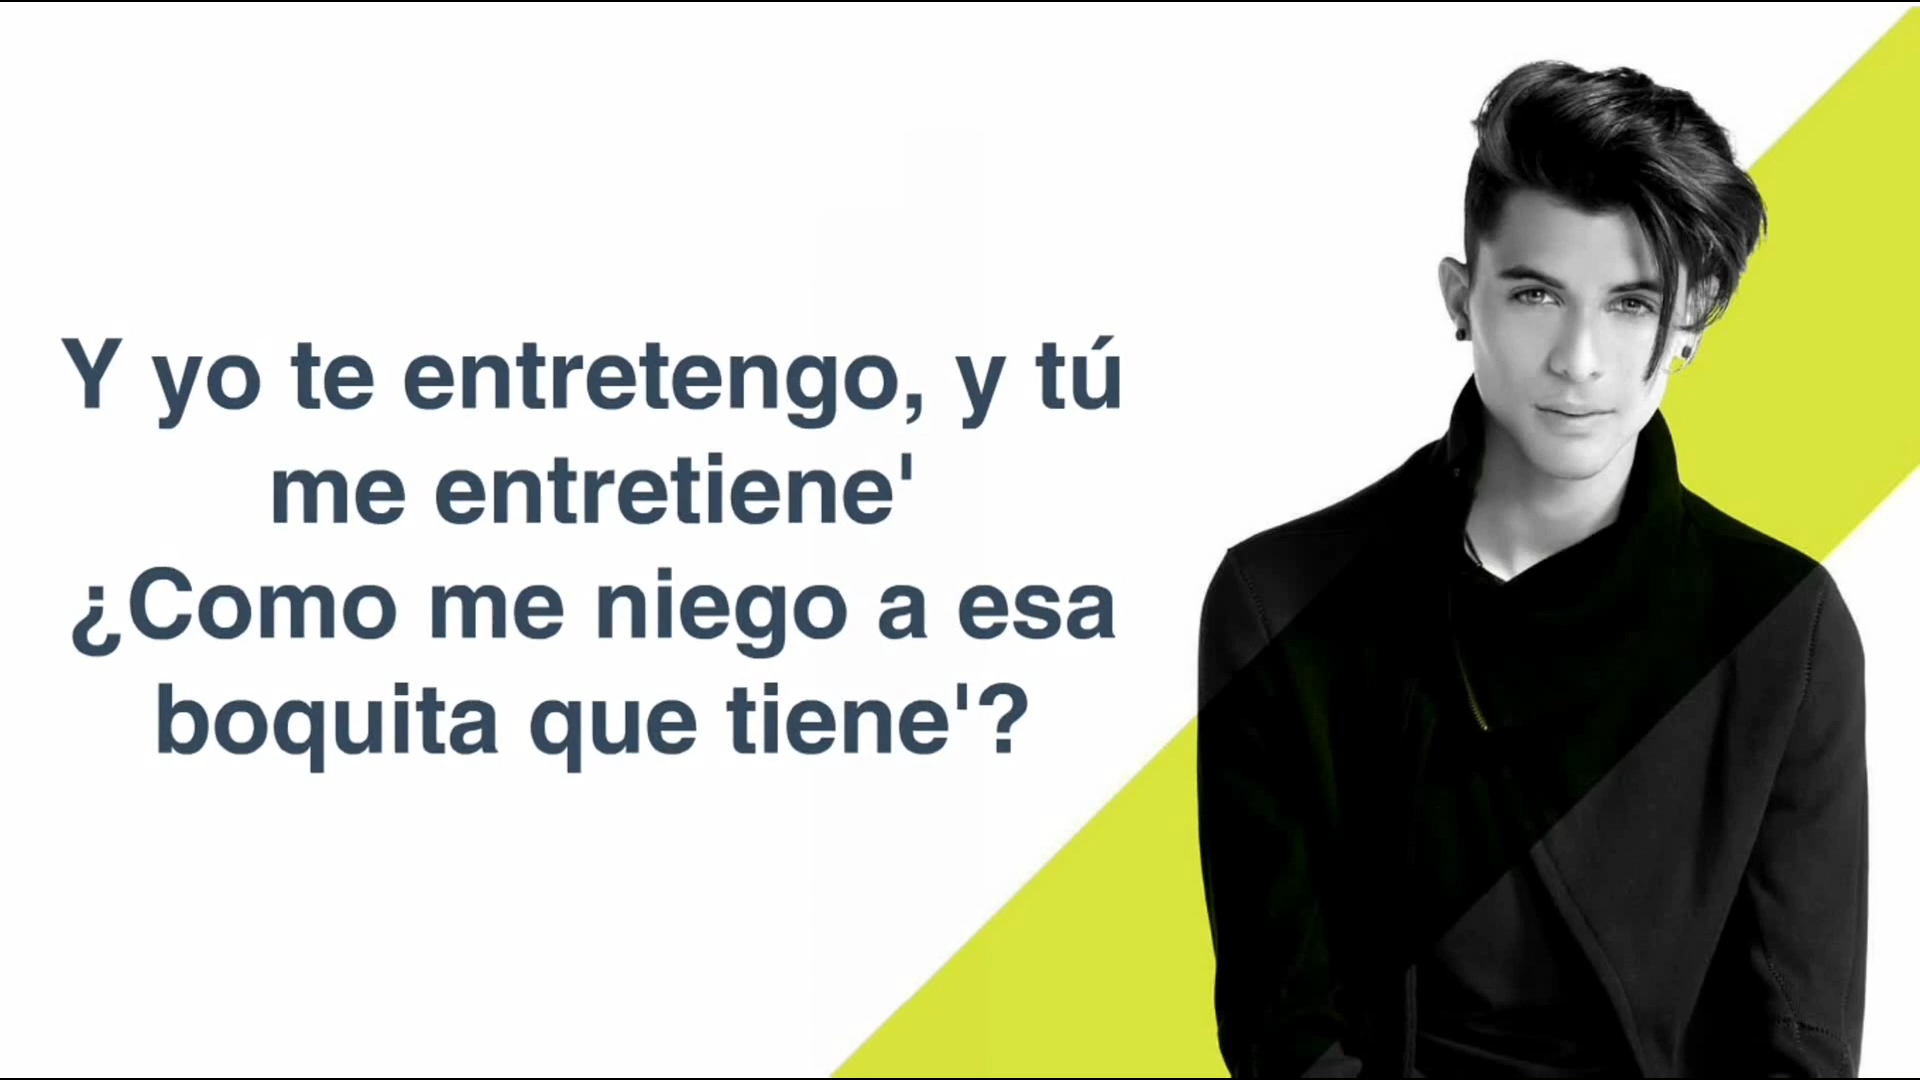 Y yo te entretengo, y tú
me entretiene'
¿Como me niego a esa
boquita que tiene'?